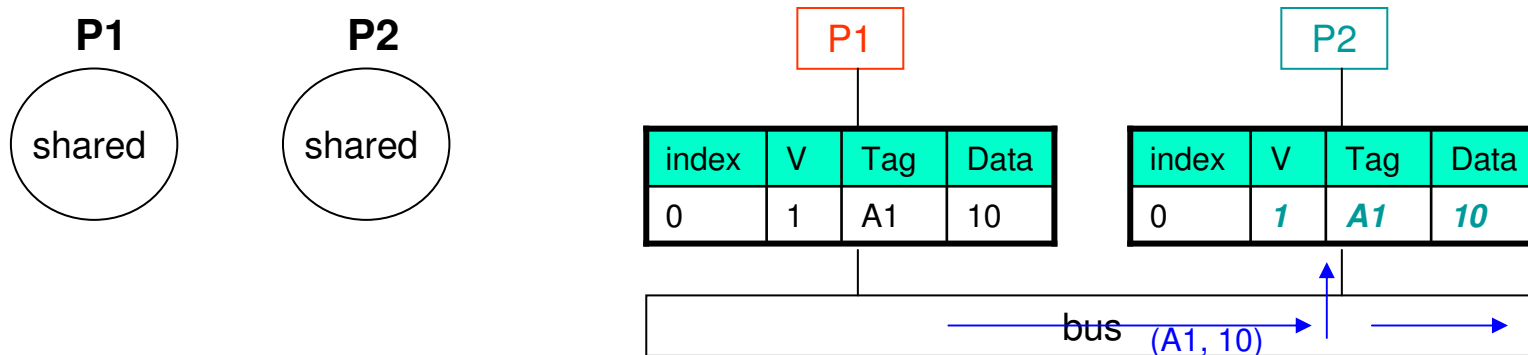 P1 P2
shared shared
P1
index V Tag Data
0 1 A1 10
P2
index V Tag Data
0 1 A1 10
bus (A1, 10)